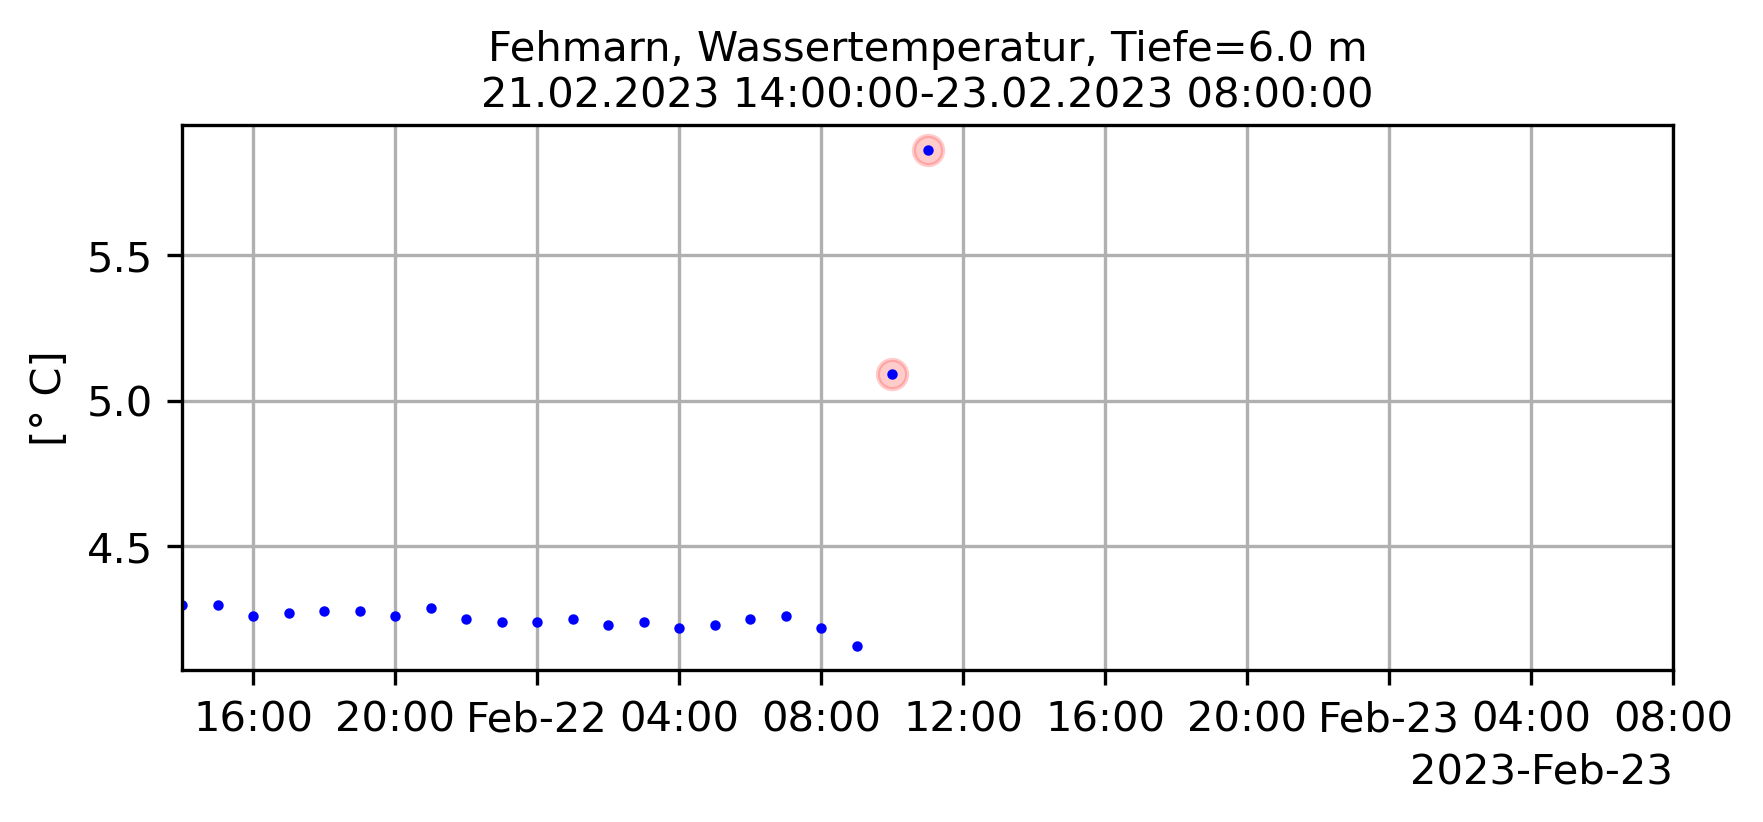 Fehmarn, Wassertemperatur, Tiefe=6.0 m
21.02.2023 14:00:00-23.02.2023 08:00:00
5.5
5.0
4.5
[° C]
16:00 20:00 Feb-22 04:00 08:00 12:00 16:00 20:00 Feb-23 04:00 08:00
2023-Feb-23